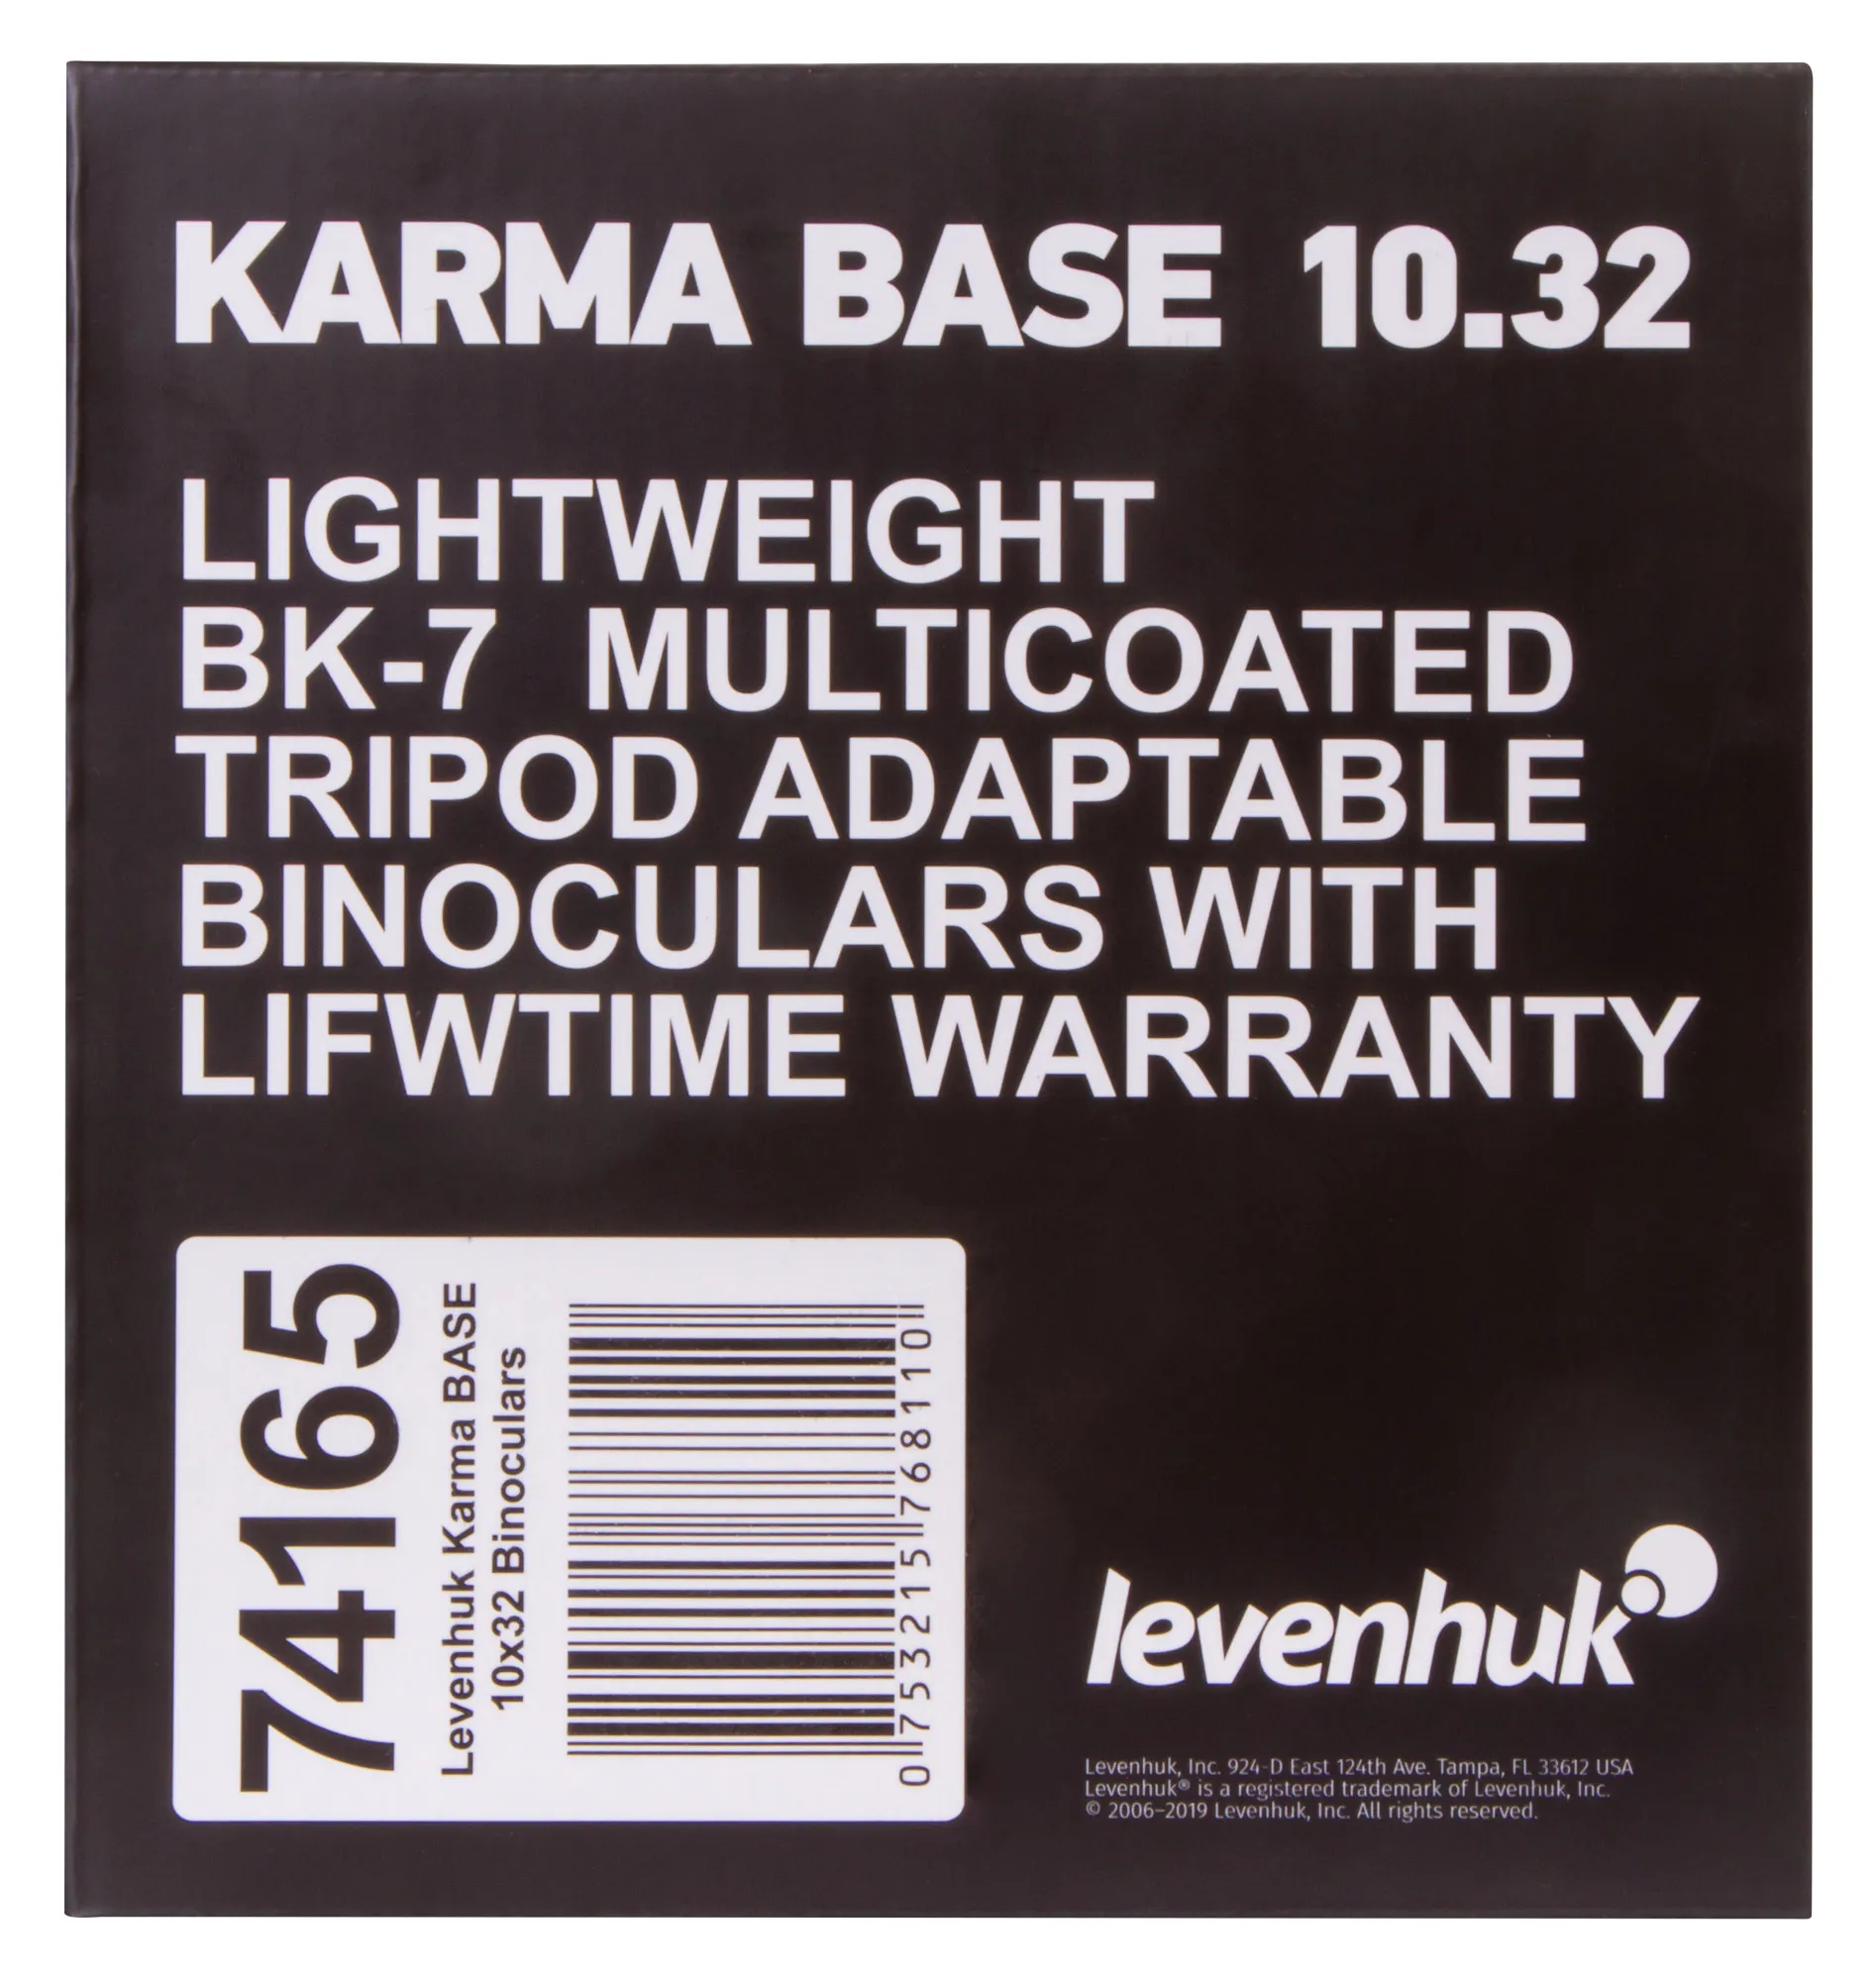 KARMA BASE 10.32
LIGHTWEIGHT
BK-7 MULTICOATED
TRIPOD ADAPTABLE
BINOCULARS WITH
LIFWTIME WARRANTY
74165
Levenhuk Karma BASE
10x32 Binoculars
0 753215 768110
levenhuk
Levenhuk, Inc. 924-D East 124th Ave. Tampa, FL 33612 USA
Levenhuk® is a registered trademark of Levenhuk, Inc.
© 2006–2019 Levenhuk, Inc. All rights reserved.